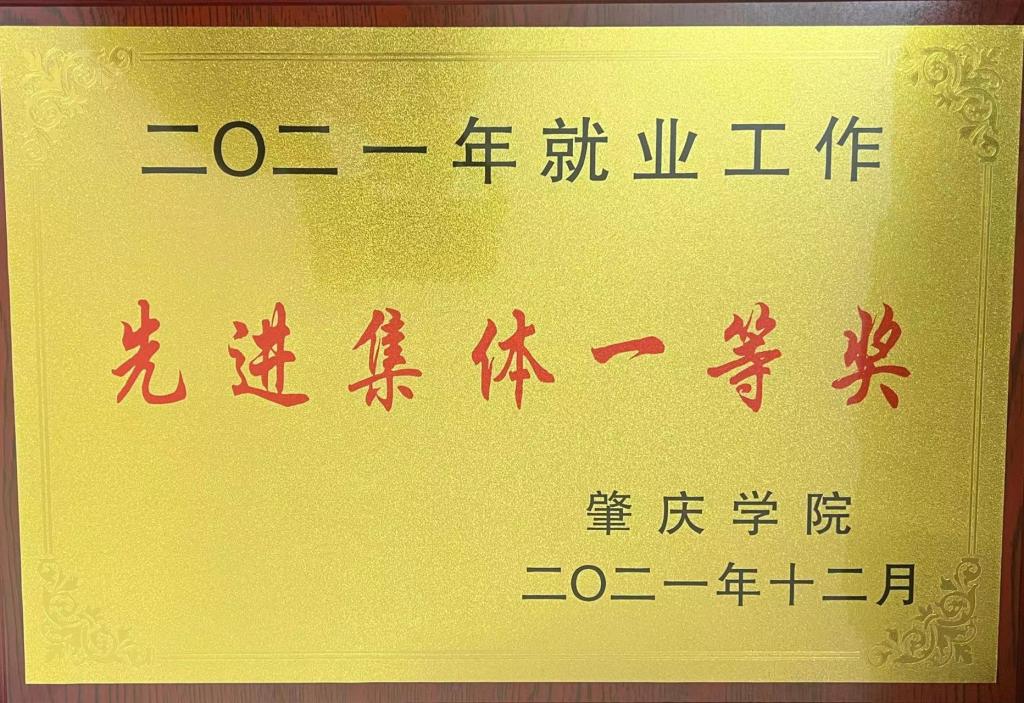 二〇二一年就业工作
先进集体一等奖
肇庆学院
二〇二一年十二月